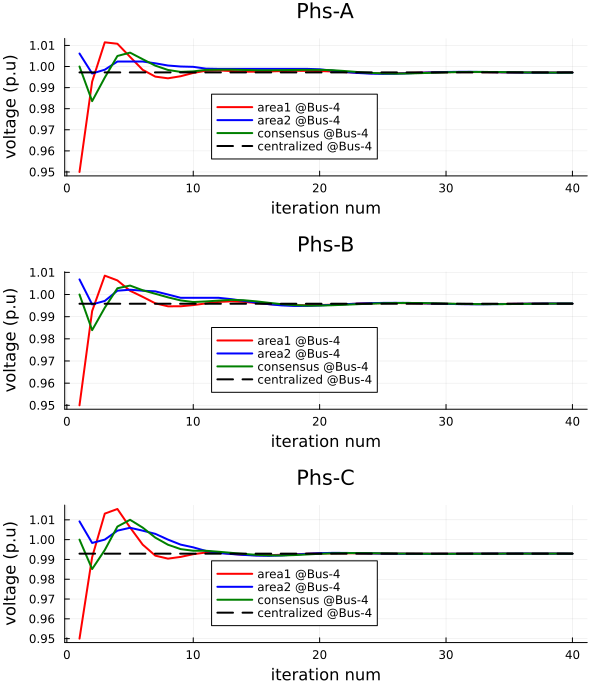 Phs-A
voltage (p.u)
1.01
1.00
0.99
0.98
0.97
0.96
0.95
area1 @Bus-4
area2 @Bus-4
consensus @Bus-4
centralized @Bus-4
0 10 20 30 40
iteration num
Phs-B
voltage (p.u)
1.01
1.00
0.99
0.98
0.97
0.96
0.95
area1 @Bus-4
area2 @Bus-4
consensus @Bus-4
centralized @Bus-4
0 10 20 30 40
iteration num
Phs-C
voltage (p.u)
1.01
1.00
0.99
0.98
0.97
0.96
0.95
area1 @Bus-4
area2 @Bus-4
consensus @Bus-4
centralized @Bus-4
0 10 20 30 40
iteration num